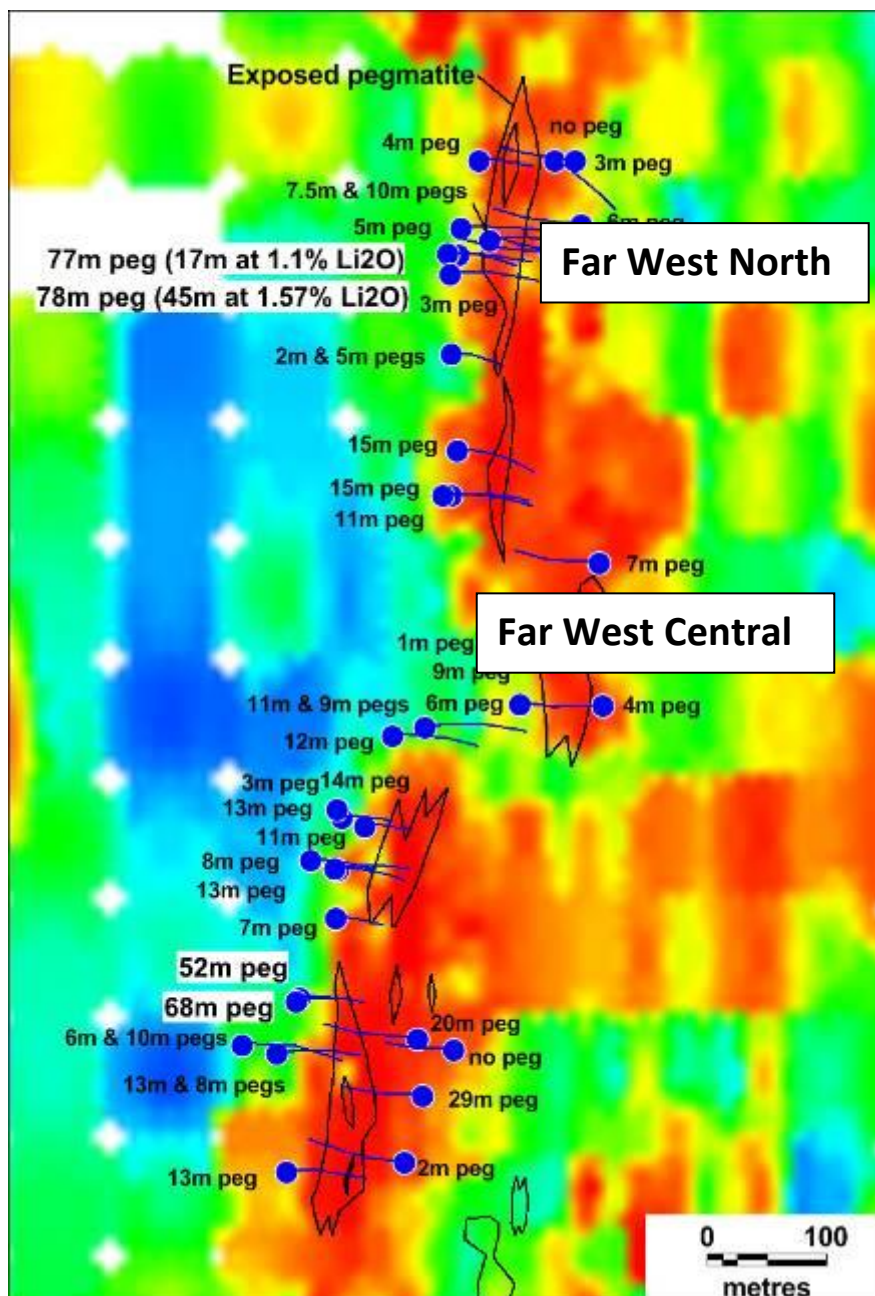 Exposed pegmatite
no peg
4m peg
3m peg
7.5m & 10m pegs
6m peg
5m peg
Far West North
77m peg (17m at 1.1% Li2O)
78m peg (45m at 1.57% Li2O)
3m peg
2m & 5m pegs
15m peg
15m peg
11m peg
7m peg
Far West Central
1m peg
9m peg
11m & 9m pegs
6m peg
4m peg
12m peg
3m peg
14m peg
13m peg
11m peg
8m peg
13m peg
7m peg
52m peg
68m peg
20m peg
6m & 10m pegs
no peg
13m & 8m pegs
29m peg
2m peg
13m peg
0 100
metres